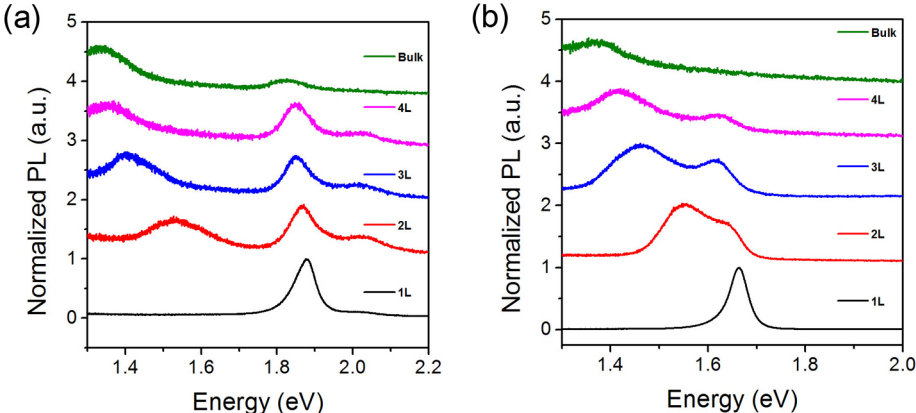 (a)
5
4
3
2
1
0
Normalized PL (a.u.)
Bulk
4L
3L
2L
1L
1.4 1.6 1.8 2.0 2.2
Energy (eV)
(b)
5
4
3
2
1
0
Normalized PL (a.u.)
Bulk
4L
3L
2L
1L
1.4 1.6 1.8 2.0
Energy (eV)